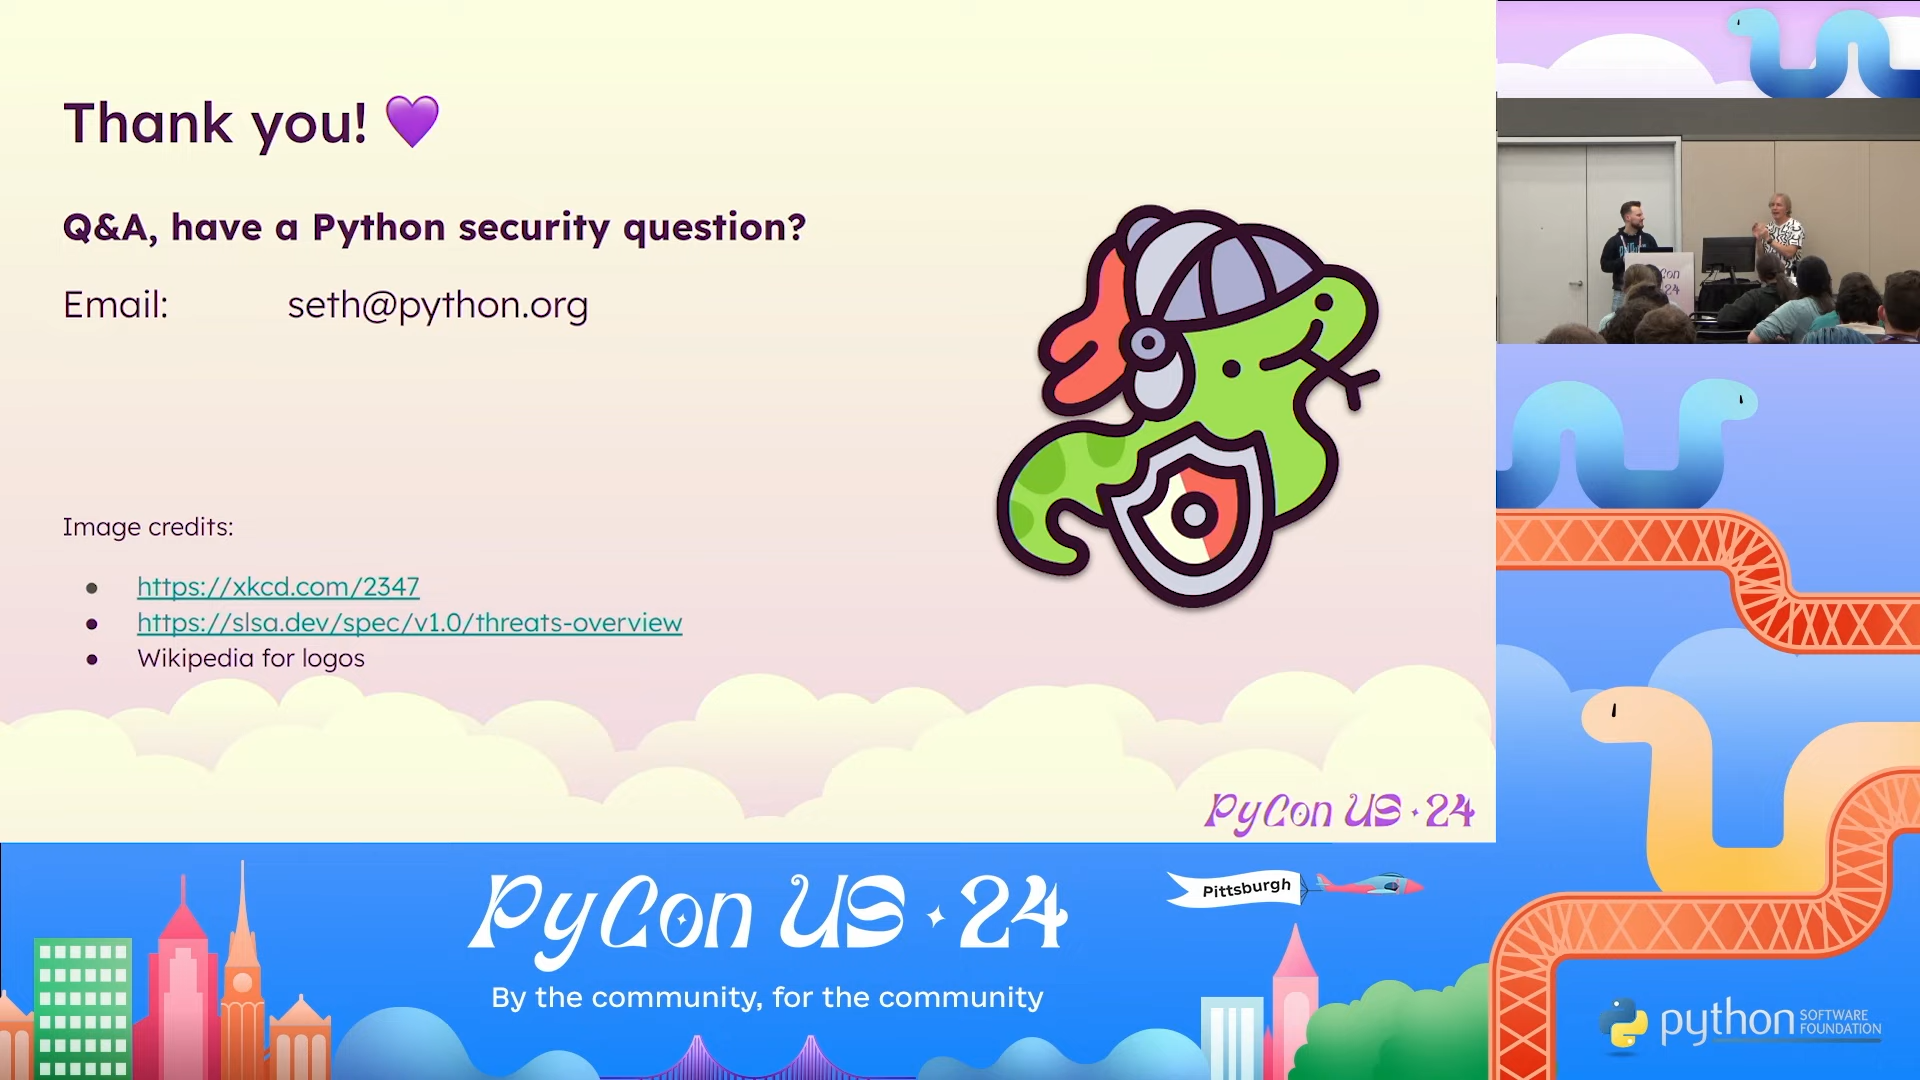 Thank you! 💜
Q&A, have a Python security question?
Email: seth@python.org
Image credits:
● https://xkcd.com/2347
● https://slsa.dev/spec/v1.0/threats-overview
● Wikipedia for logos
PyCon US · 24
Con
24
PyCon US · 24
By the community, for the community
Pittsburgh
python SOFTWARE
FOUNDATION